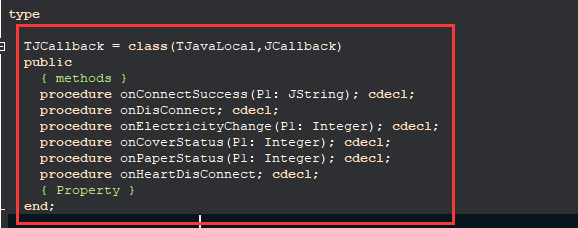 type
TJCallback = class(TJavaLocal,JCallback)
public
{ methods }
procedure onConnectSuccess(P1: JString); cdecl;
procedure onDisConnect; cdecl;
procedure onElectricityChange(P1: Integer); cdecl;
procedure onCoverStatus(P1: Integer); cdecl;
procedure onPaperStatus(P1: Integer); cdecl;
procedure onHeartDisConnect; cdecl;
{ Property }
end;